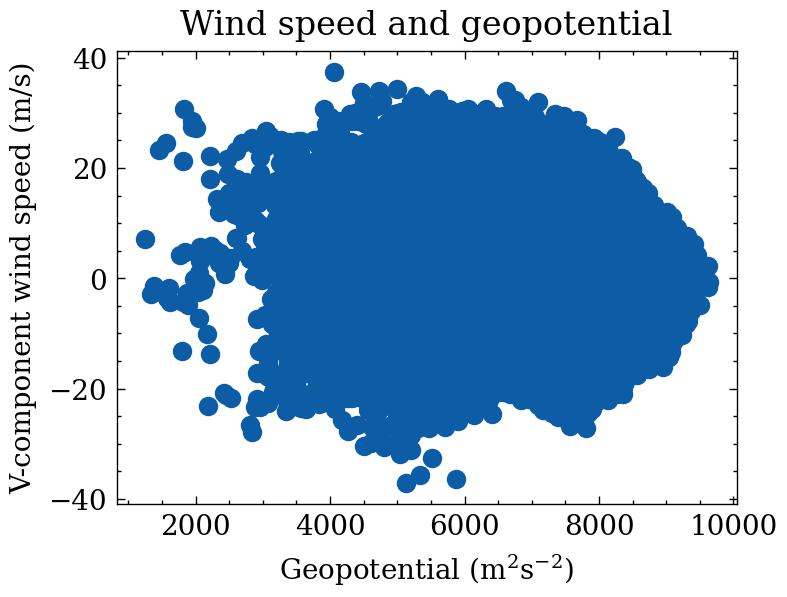 Wind speed and geopotential
V-component wind speed (m/s)
40
20
0
−20
−40
2000 4000 6000 8000 10000
Geopotential (m²s⁻²)